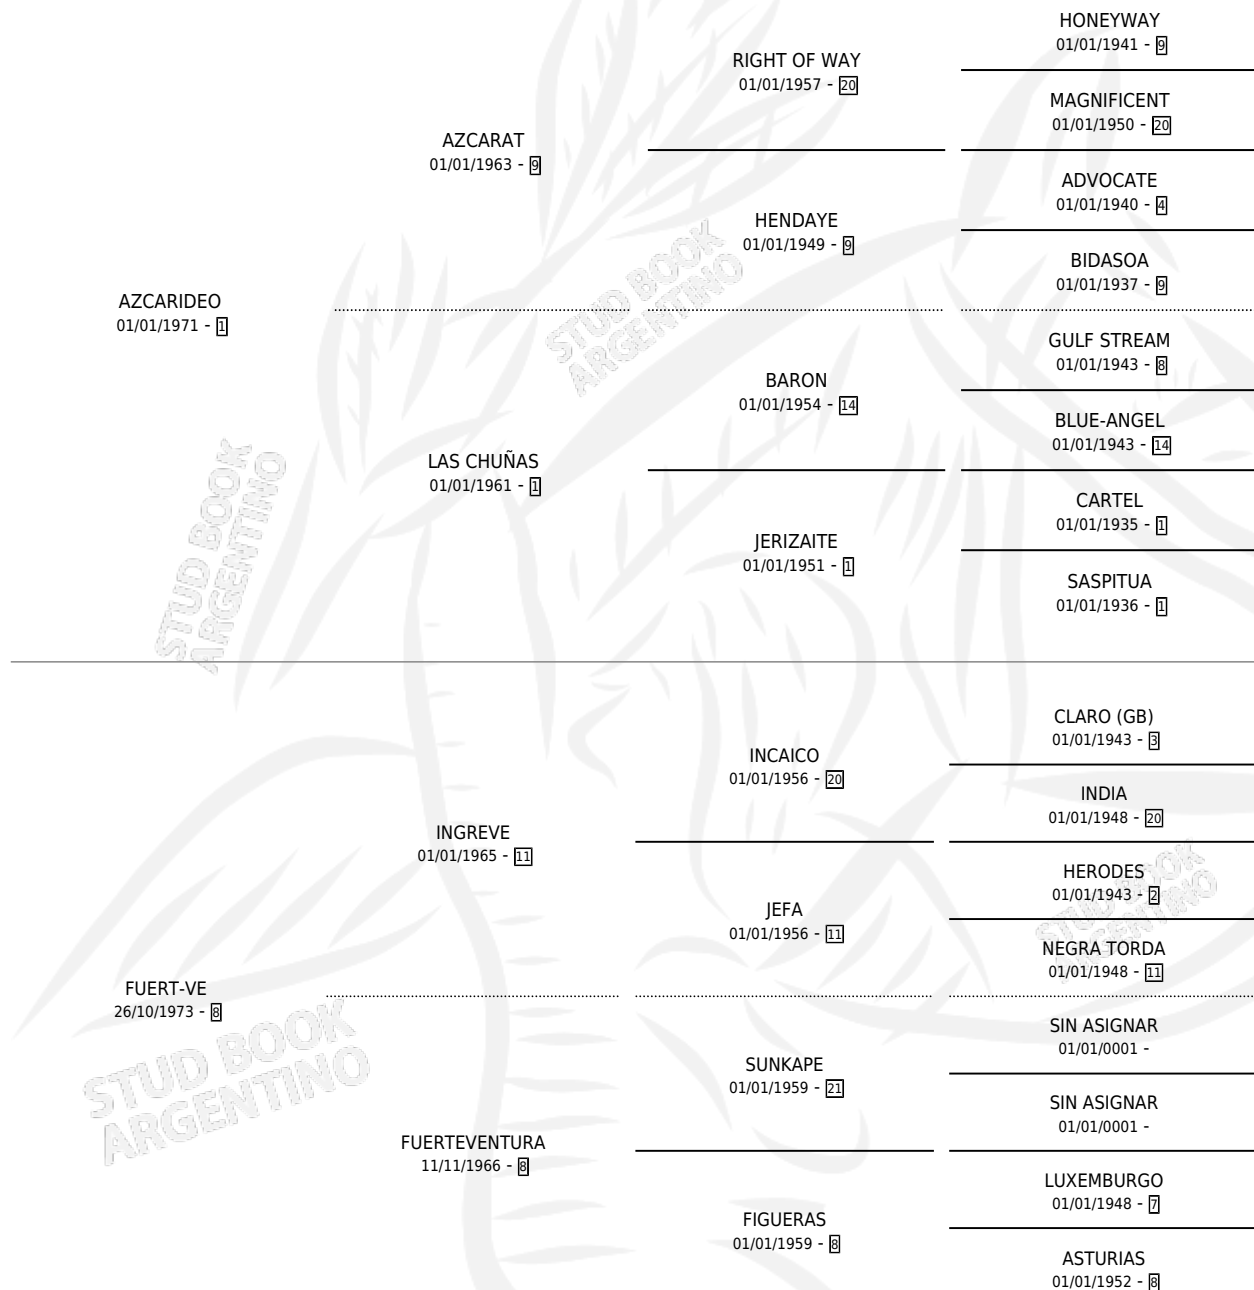 HONEYWAY
01/01/1941 - 9
RIGHT OF WAY
01/01/1957 - 20
MAGNIFICENT
01/01/1950 - 20
AZCARAT
01/01/1963 - 9
ADVOCATE
01/01/1940 - 4
HENDAYE
01/01/1949 - 9
BIDASOA
01/01/1937 - 9
AZCARIDEO
01/01/1971 - 1
GULF STREAM
01/01/1943 - 8
BARON
01/01/1954 - 14
BLUE-ANGEL
01/01/1943 - 14
LAS CHUÑAS
01/01/1961 - 1
CARTEL
01/01/1935 - 1
JERIZAITE
01/01/1951 - 1
SASPITUA
01/01/1936 - 1
CLARO (GB)
01/01/1943 - 3
INCAICO
01/01/1956 - 20
INDIA
01/01/1948 - 20
INGREVE
01/01/1965 - 11
HERODES
01/01/1943 - 2
JEFA
01/01/1956 - 11
NEGRA TORDA
01/01/1948 - 11
FUERT-VE
26/10/1973 - 8
SIN ASIGNAR
01/01/0001 -
SUNKAPE
01/01/1959 - 21
SIN ASIGNAR
01/01/0001 -
FUERTEVENTURA
11/11/1966 - 8
LUXEMBURGO
01/01/1948 - 7
FIGUERAS
01/01/1959 - 8
ASTURIAS
01/01/1952 - 8
STUD BOOK
ARGENTINO
STUD BOOK
ARGENTINO
STUD BOOK
ARGENTINO
STUD BOOK
ARGENTINO